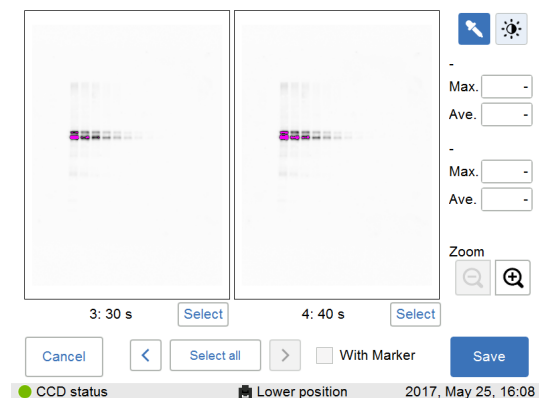 -
Max. -
Ave. -
-
Max. -
Ave. -
Zoom
3: 30 s Select 4: 40 s Select
Cancel < Select all > With Marker Save
CCD status Lower position 2017, May 25, 16:08